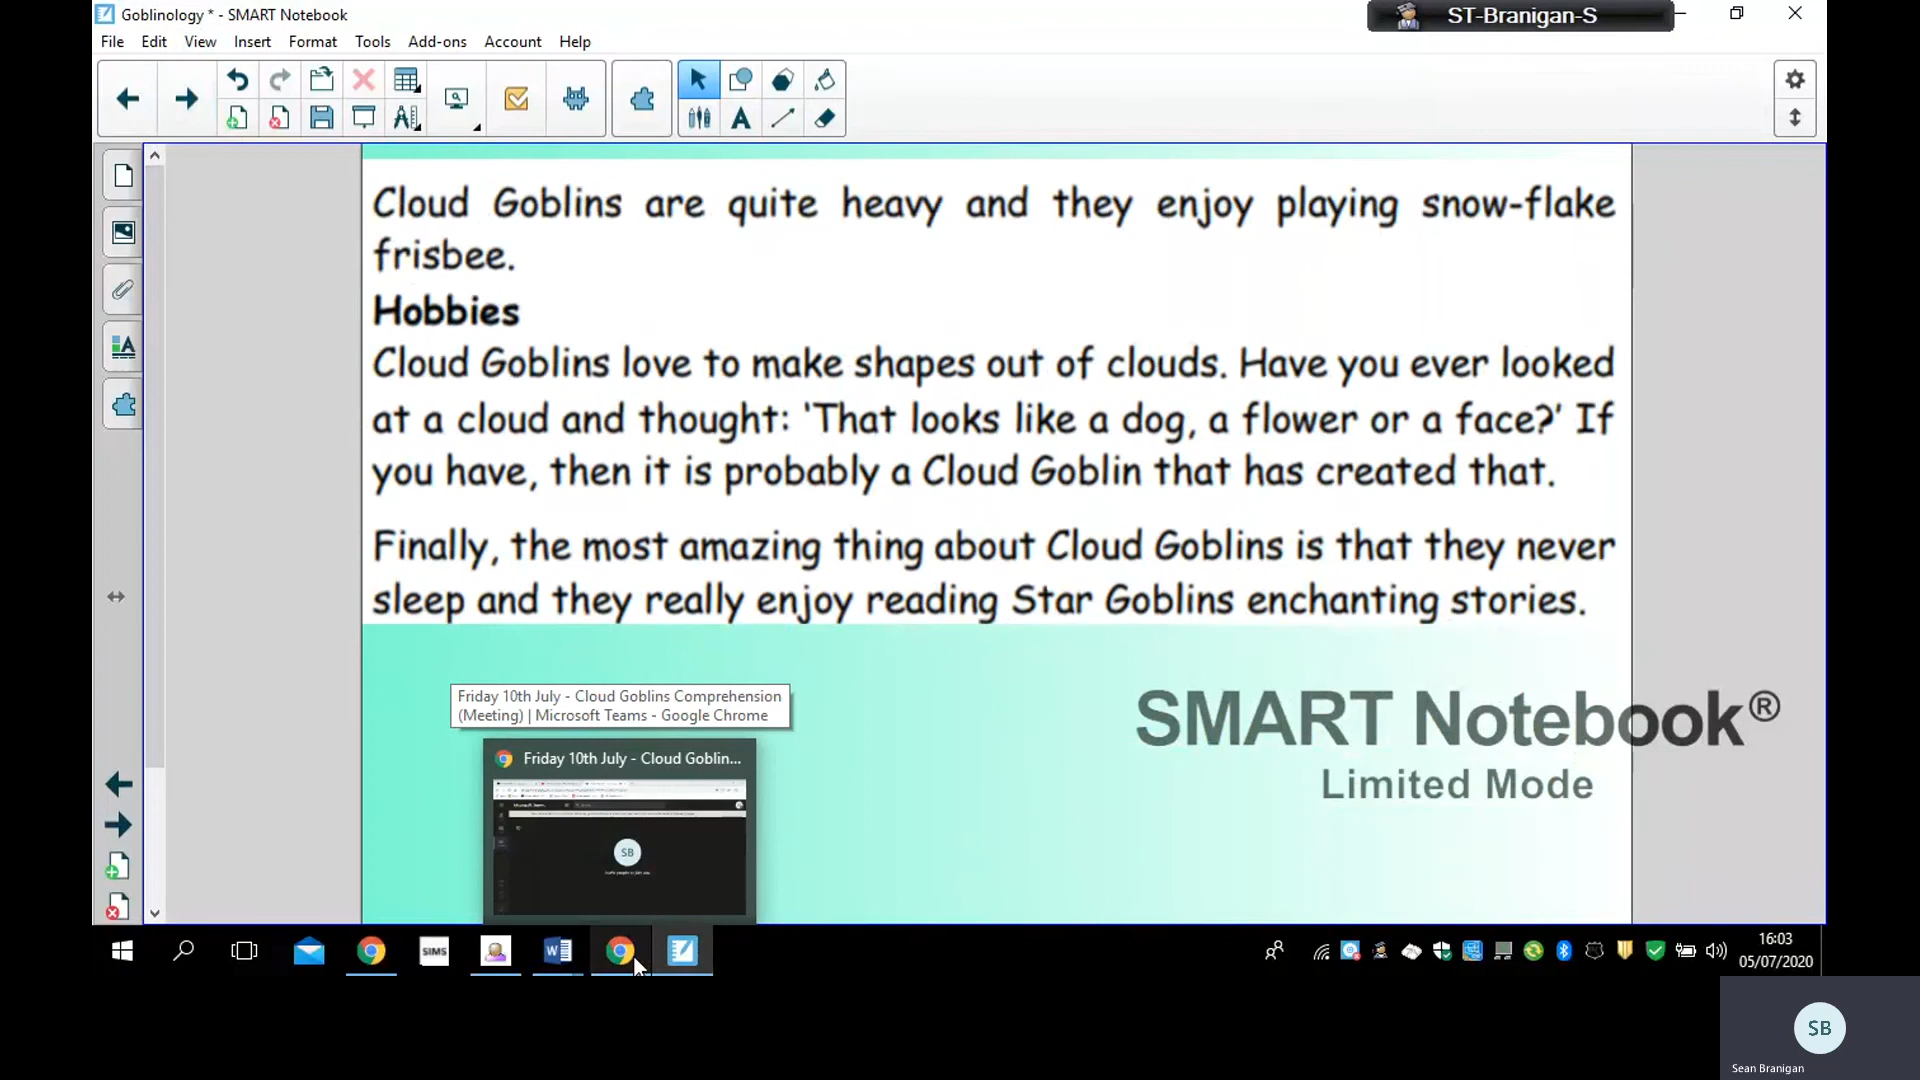 Goblinology * - SMART Notebook
ST-Branigan-S
File Edit View Insert Format Tools Add-ons Account Help
Cloud Goblins are quite heavy and they enjoy playing snow-flake
frisbee.
Hobbies
Cloud Goblins love to make shapes out of clouds. Have you ever looked
at a cloud and thought: 'That looks like a dog, a flower or a face?' If
you have, then it is probably a Cloud Goblin that has created that.
Finally, the most amazing thing about Cloud Goblins is that they never
sleep and they really enjoy reading Star Goblins enchanting stories.
Friday 10th July - Cloud Goblins Comprehension
(Meeting) | Microsoft Teams - Google Chrome
SMART Notebook®
Limited Mode
Friday 10th July - Cloud Goblin...
SB
SIMS
16:03
05/07/2020
SB
Sean Branigan